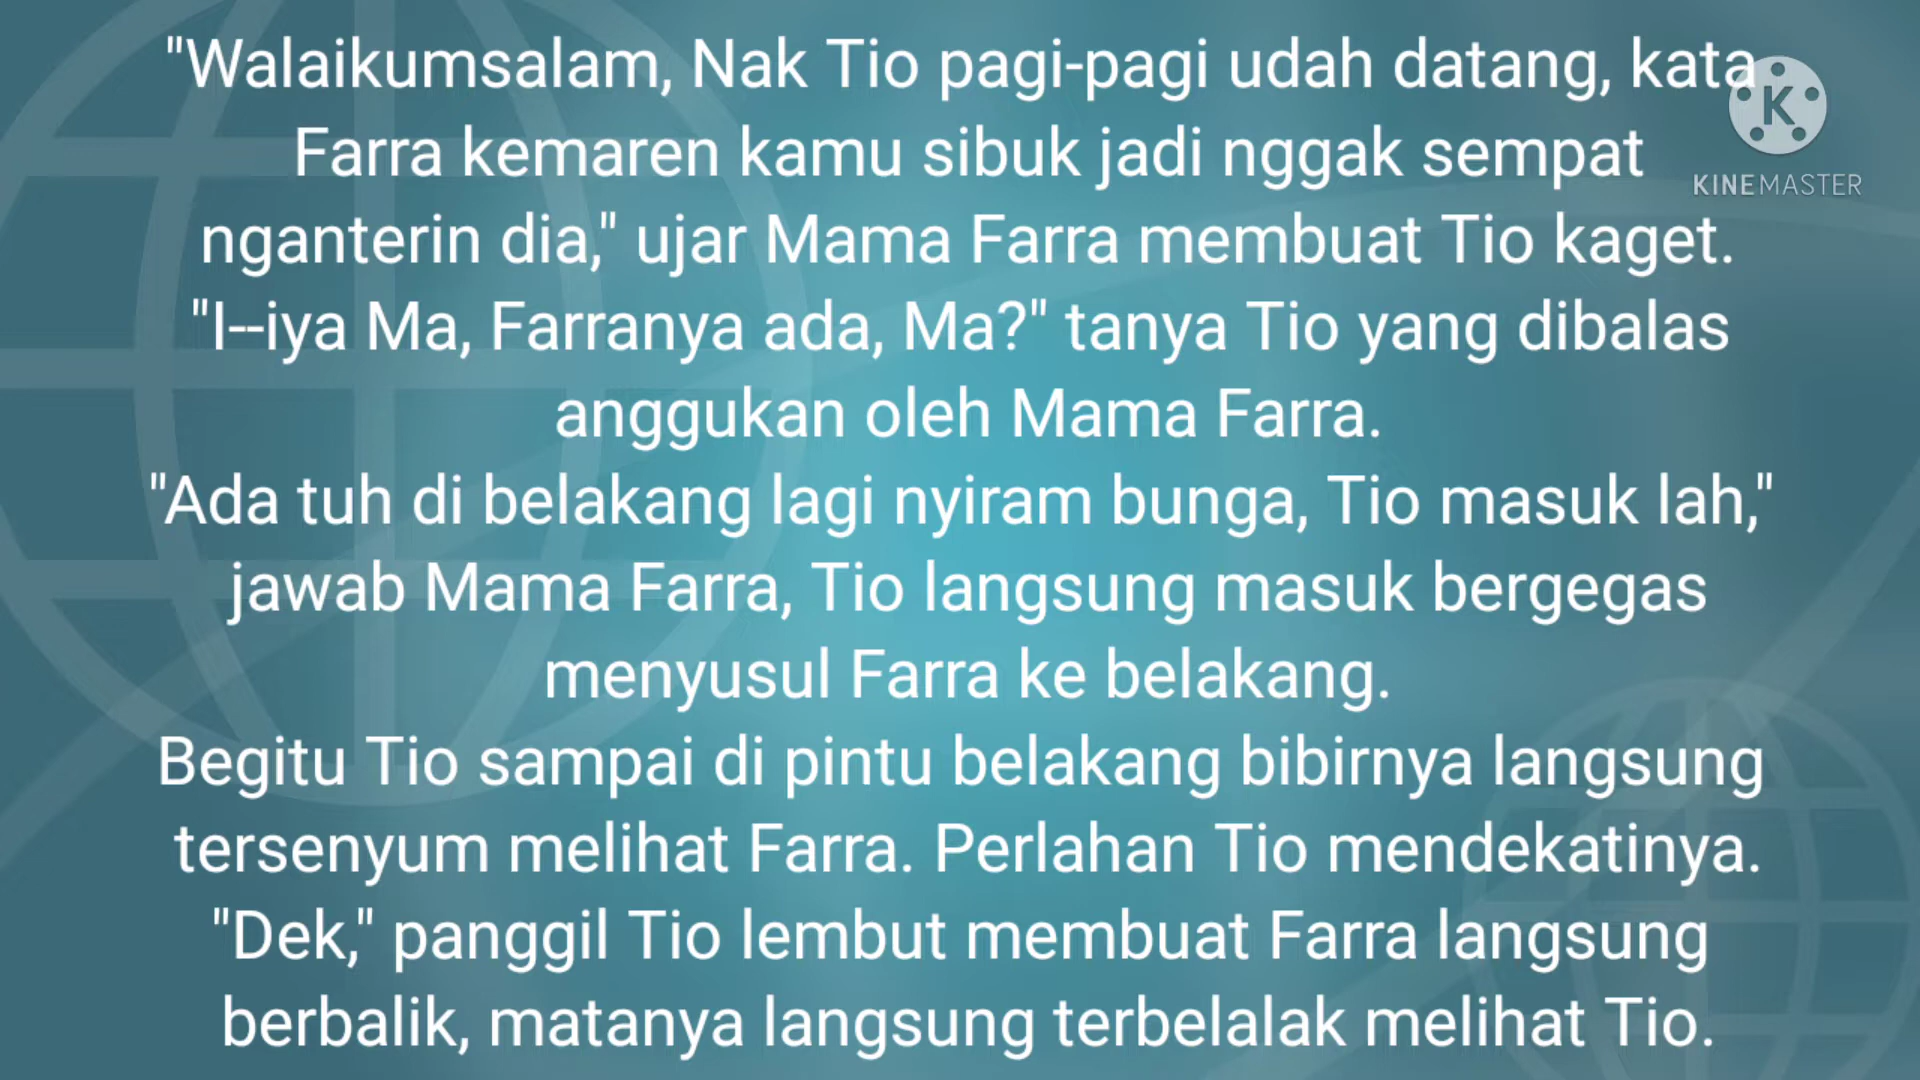 "Walaikumsalam, Nak Tio pagi-pagi udah datang, kata
Farra kemaren kamu sibuk jadi nggak sempat
nganterin dia," ujar Mama Farra membuat Tio kaget.
"I--iya Ma, Farranya ada, Ma?" tanya Tio yang dibalas
anggukan oleh Mama Farra.
"Ada tuh di belakang lagi nyiram bunga, Tio masuk lah,"
jawab Mama Farra, Tio langsung masuk bergegas
menyusul Farra ke belakang.
Begitu Tio sampai di pintu belakang bibirnya langsung
tersenyum melihat Farra. Perlahan Tio mendekatinya.
"Dek," panggil Tio lembut membuat Farra langsung
berbalik, matanya langsung terbelalak melihat Tio.
K
KINEMASTER